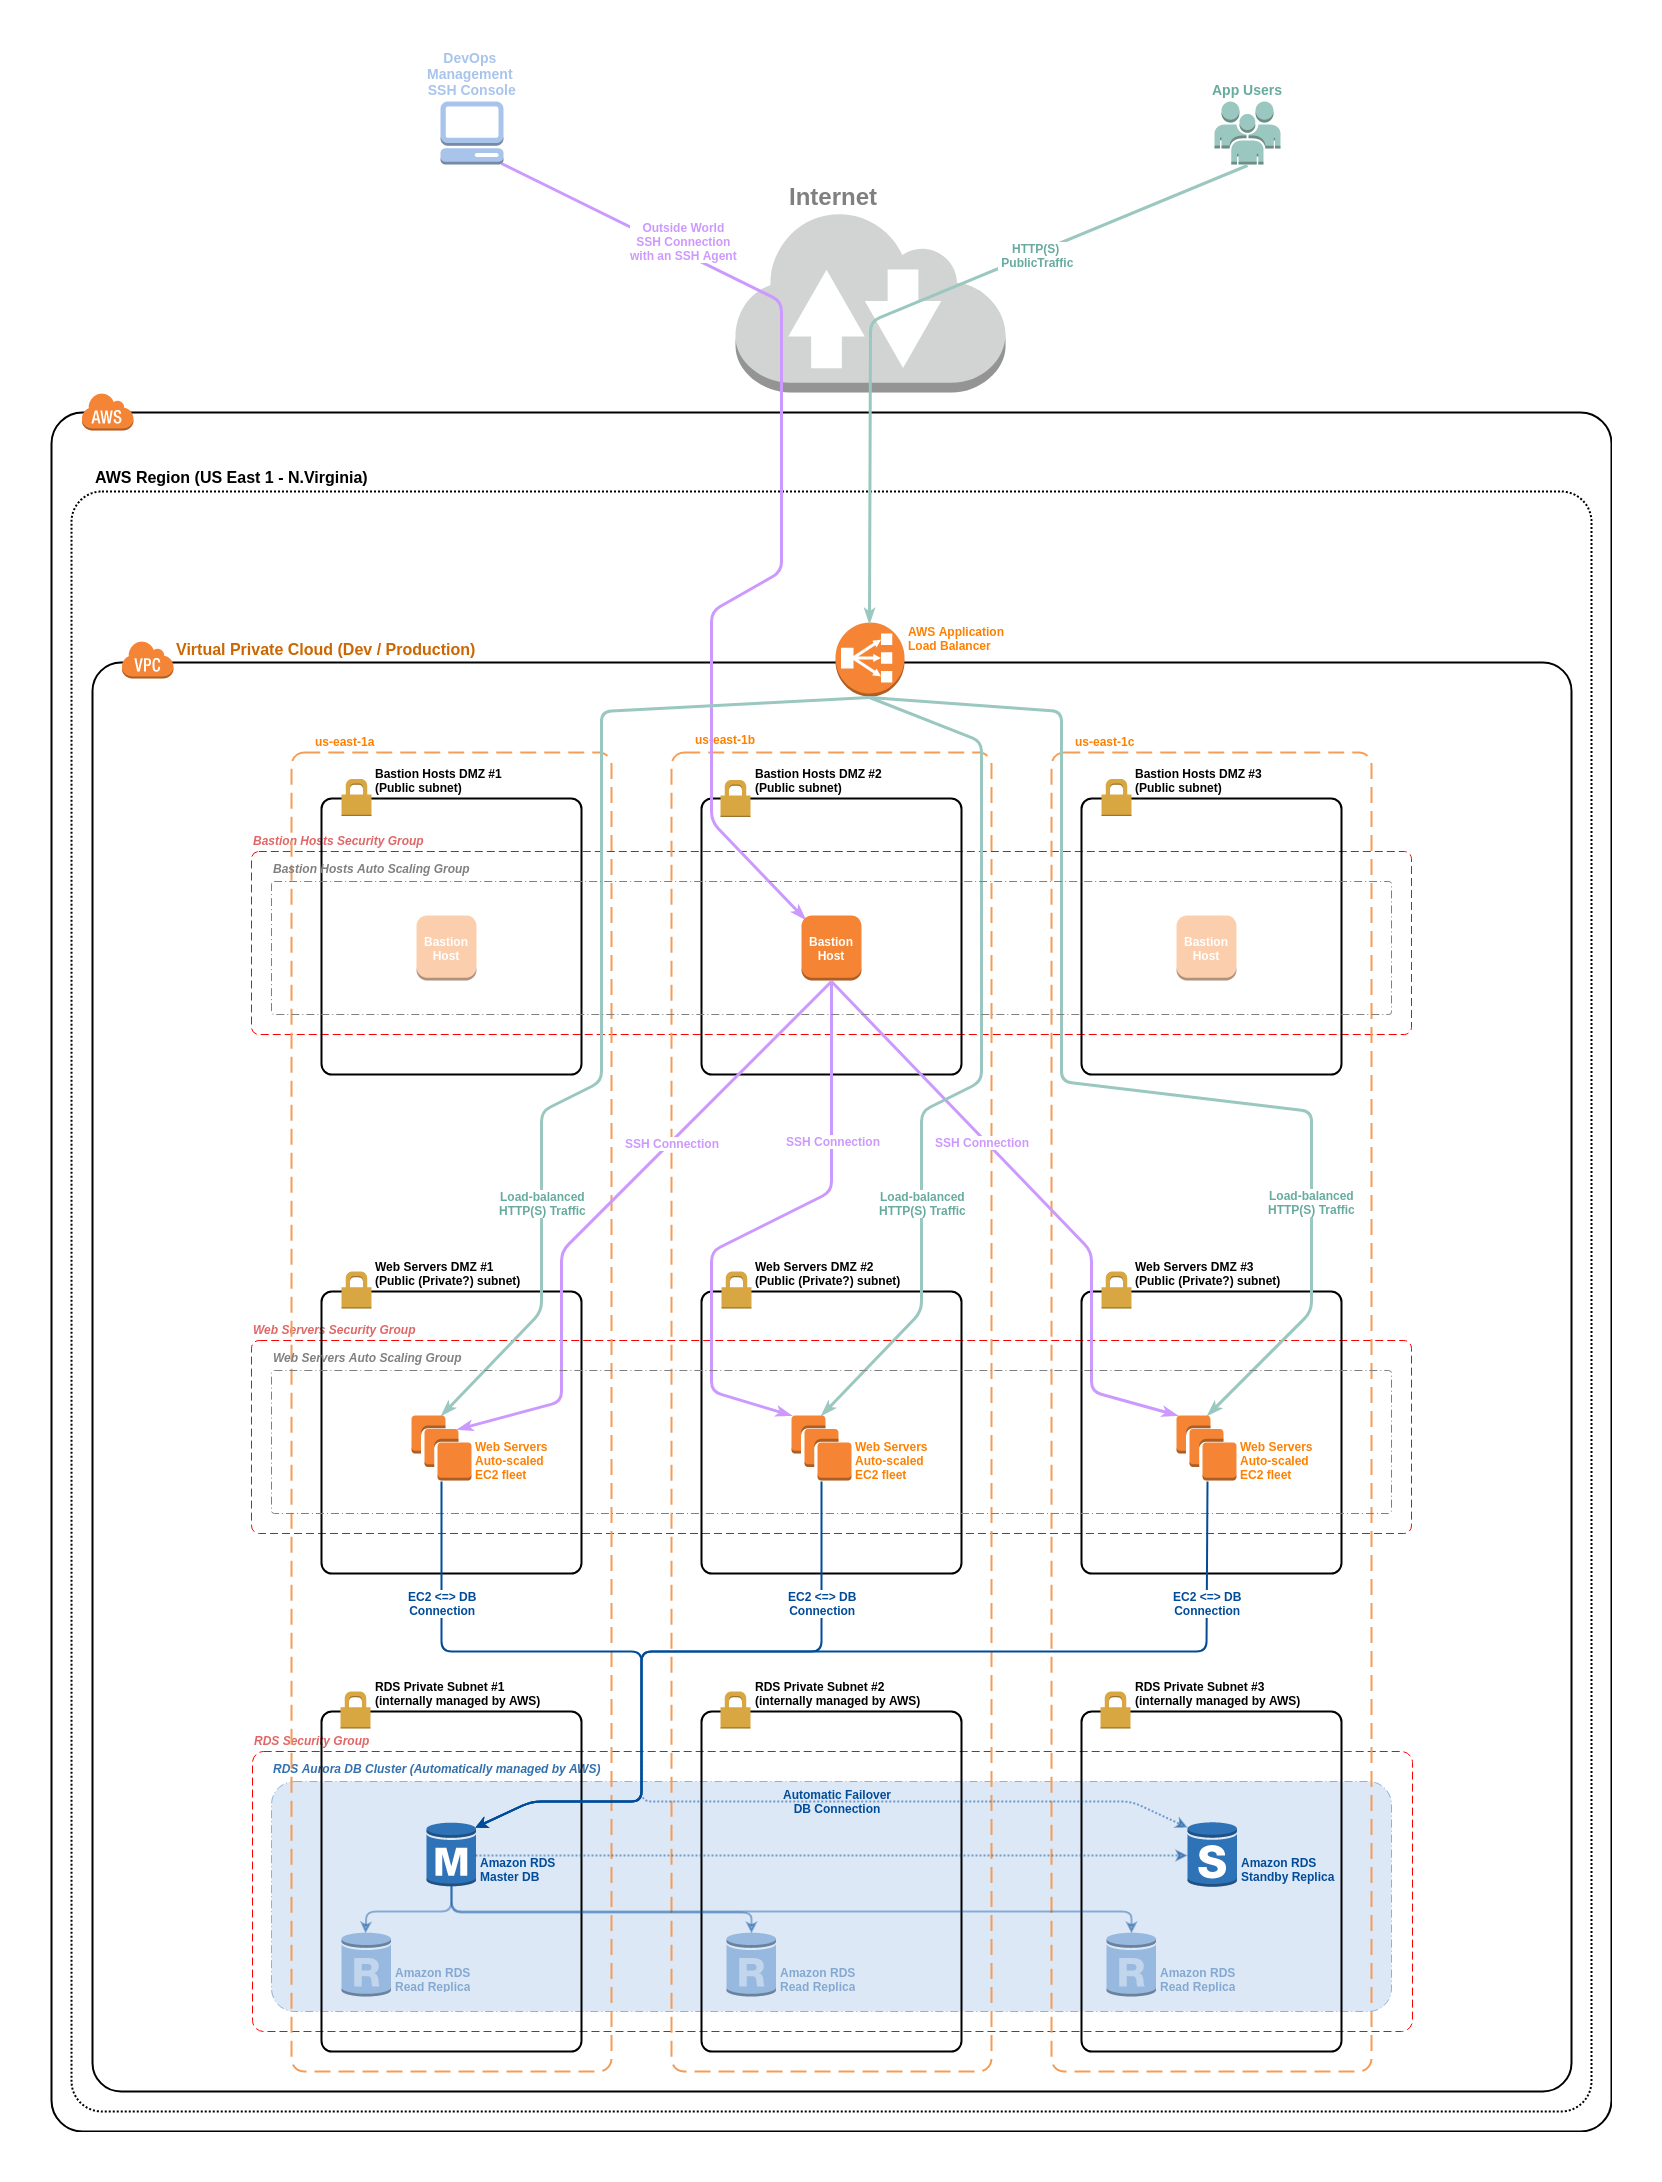 DevOps
Management
SSH Console
App Users
Internet
Outside World
SSH Connection
with an SSH Agent
HTTP(S)
PublicTraffic
AWS
AWS Region (US East 1 - N.Virginia)
AWS Application
Load Balancer
VPC
Virtual Private Cloud (Dev / Production)
us-east-1a
us-east-1b
us-east-1c
Bastion Hosts DMZ #1
(Public subnet)
Bastion Hosts DMZ #2
(Public subnet)
Bastion Hosts DMZ #3
(Public subnet)
Bastion Hosts Security Group
Bastion Hosts Auto Scaling Group
Bastion
Host
Bastion
Host
Bastion
Host
SSH Connection
SSH Connection
SSH Connection
Load-balanced
HTTP(S) Traffic
Load-balanced
HTTP(S) Traffic
Load-balanced
HTTP(S) Traffic
Web Servers DMZ #1
(Public (Private?) subnet)
Web Servers DMZ #2
(Public (Private?) subnet)
Web Servers DMZ #3
(Public (Private?) subnet)
Web Servers Security Group
Web Servers Auto Scaling Group
Web Servers
Auto-scaled
EC2 fleet
Web Servers
Auto-scaled
EC2 fleet
Web Servers
Auto-scaled
EC2 fleet
EC2 <=> DB
Connection
EC2 <=> DB
Connection
EC2 <=> DB
Connection
RDS Private Subnet #1
(internally managed by AWS)
RDS Private Subnet #2
(internally managed by AWS)
RDS Private Subnet #3
(internally managed by AWS)
RDS Security Group
RDS Aurora DB Cluster (Automatically managed by AWS)
Automatic Failover
DB Connection
M
Amazon RDS
Master DB
S
Amazon RDS
Standby Replica
R
Amazon RDS
Read Replica
R
Amazon RDS
Read Replica
R
Amazon RDS
Read Replica